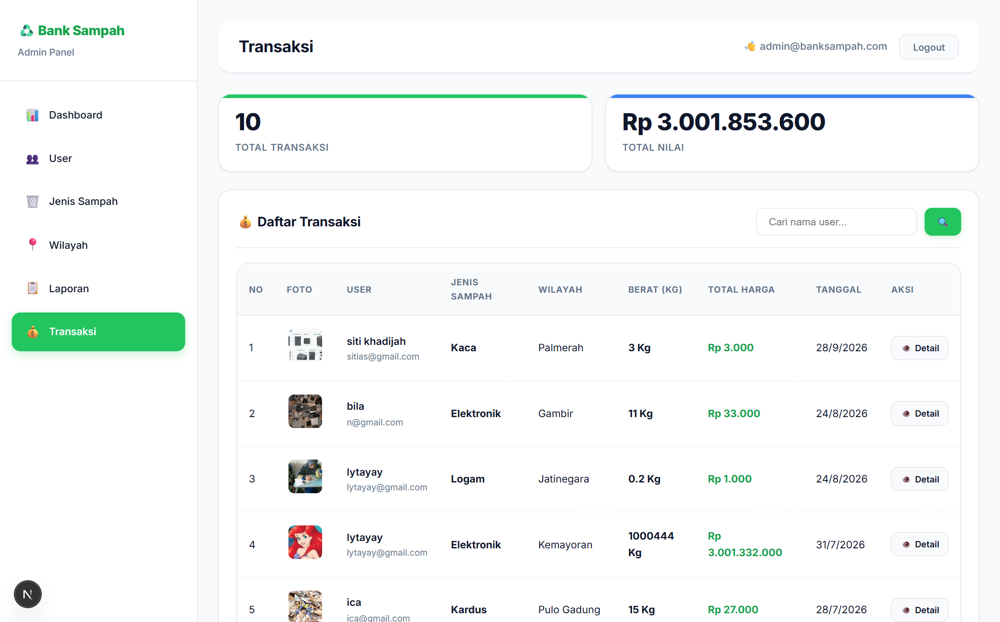 Bank Sampah
Admin Panel
Dashboard
User
Jenis Sampah
Wilayah
Laporan
Transaksi
N
Transaksi
admin@banksampah.com
Logout
10
TOTAL TRANSAKSI
Rp 3.001.853.600
TOTAL NILAI
Daftar Transaksi
Cari nama user...
NO FOTO USER JENIS SAMPAH WILAYAH BERAT (KG) TOTAL HARGA TANGGAL AKSI
1 siti khadijah Kaca Palmerah 3 Kg Rp 3.000 28/9/2026 Detail
sitias@gmail.com
2 bila Elektronik Gambir 11 Kg Rp 33.000 24/8/2026 Detail
n@gmail.com
3 lytayay Logam Jatinegara 0.2 Kg Rp 1.000 24/8/2026 Detail
lytayay@gmail.com
4 lytayay Elektronik Kemayoran 1000444 Kg Rp 3.001.332.000 31/7/2026 Detail
lytayay@gmail.com
5 ica Kardus Pulo Gadung 15 Kg Rp 27.000 28/7/2026 Detail
ica@gmail.com